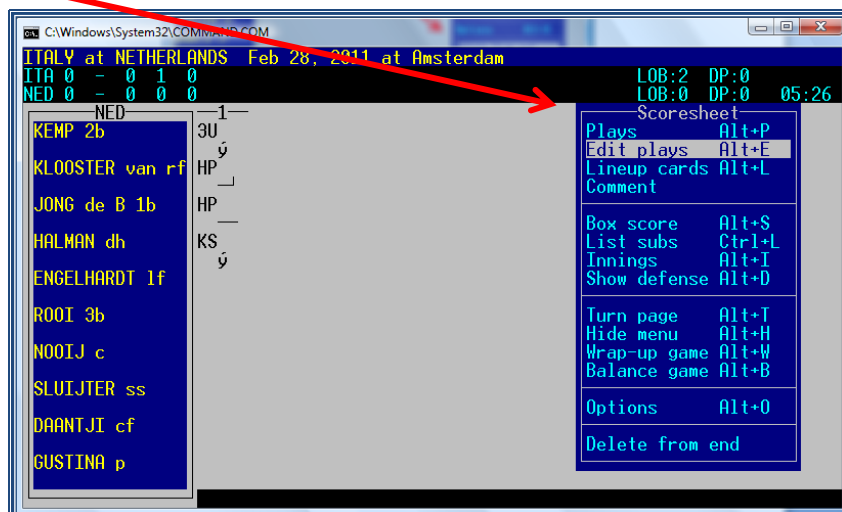 C:\Windows\System32\COMMAND.COM
ITALY at NETHERLANDS Feb 28, 2011 at Amsterdam
ITA 0 - 0 1 0 LOB:2 DP:0
NED 0 - 0 0 0 LOB:0 DP:0 05:26
NED 1 Scoresheet
KEMP 2b 3U Plays Alt+P
ý Edit plays Alt+E
KLOOSTER van rf HP Lineup cards Alt+L
Comment
JONG de B 1b HP
Box score Alt+S
HALMAN dh KS List subs Ctrl+L
ý Innings Alt+I
ENGELHARDT lf Show defense Alt+D
ROOI 3b Turn page Alt+T
Hide menu Alt+H
NOOIJ c Wrap-up game Alt+W
Balance game Alt+B
SLUIJTER ss
Options Alt+O
DAANTJI cf
Delete from end
GUSTINA p